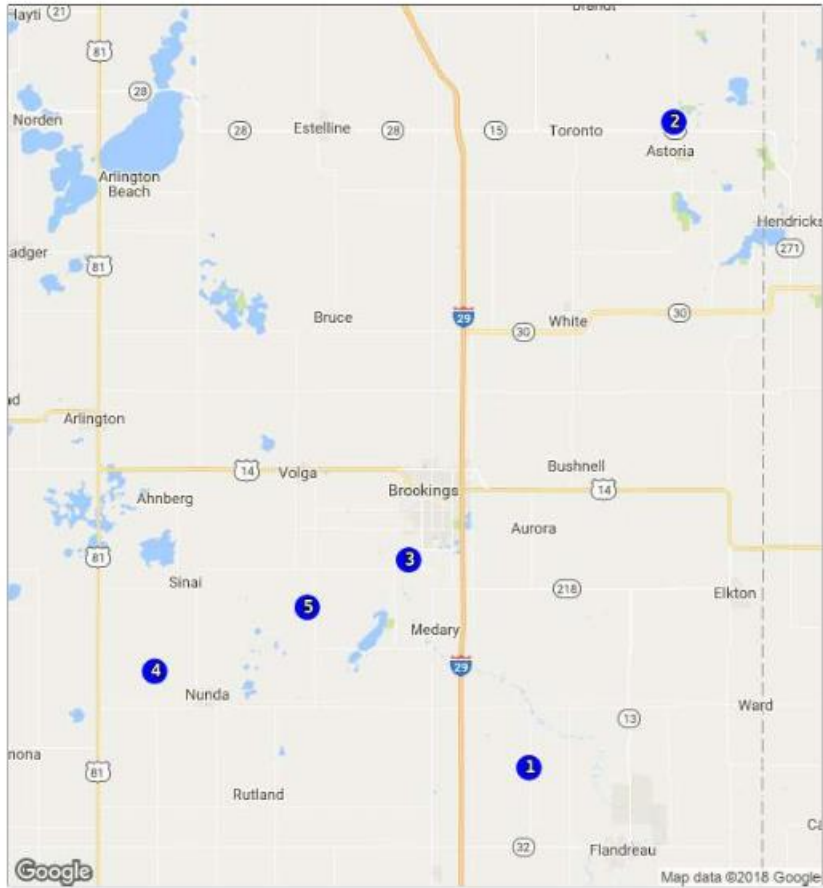 Hayti
21
Brandt
81
28
Norden
28
Estelline
28
15
Toronto
2
Astoria
Arlington
Beach
Hendricks
271
adger
81
Bruce
29
30
White
30
Arlington
14
Volga
Bushnell
Ahnberg
Brookings
14
Aurora
81
3
Sinai
218
Elkton
5
Medary
4
29
Nunda
Ward
13
nona
81
1
Rutland
32
Flandreau
Google
Map data ©2018 Google